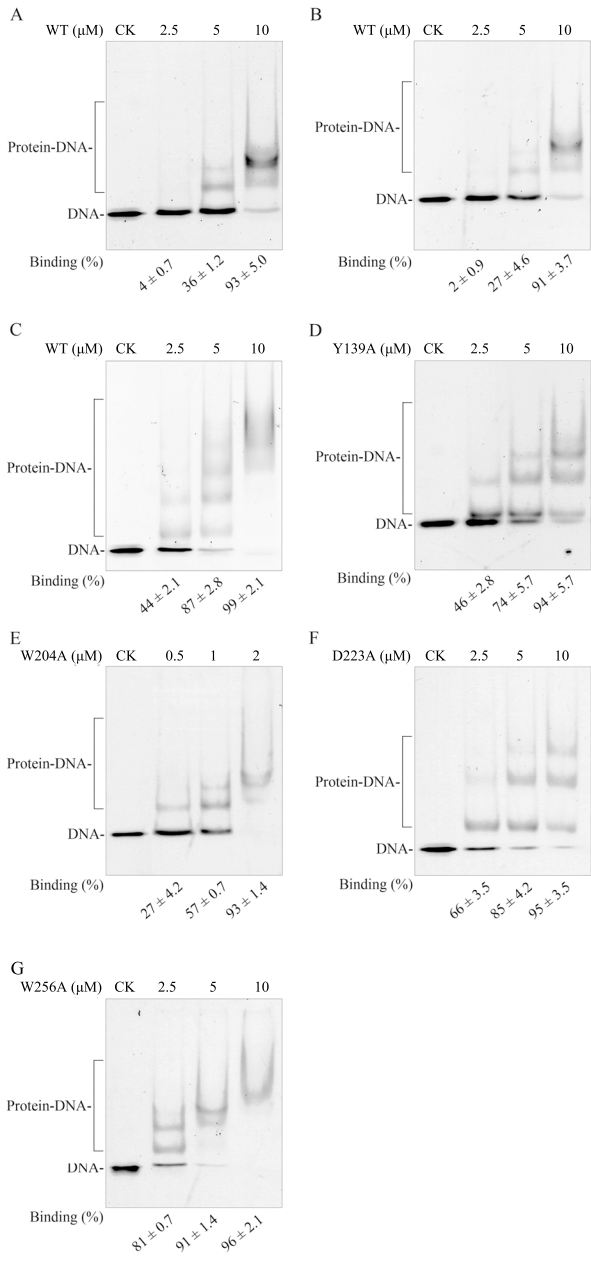 A
WT (μM) CK 2.5 5 10
Protein-DNA-
DNA-
Binding (%) 4 ± 0.7 36 ± 1.2 93 ± 5.0
B
WT (μM) CK 2.5 5 10
Protein-DNA-
DNA-
Binding (%) 2 ± 0.9 27 ± 4.6 91 ± 3.7
C
WT (μM) CK 2.5 5 10
Protein-DNA-
DNA-
Binding (%) 44 ± 2.1 87 ± 2.8 99 ± 2.1
D
Y139A (μM) CK 2.5 5 10
Protein-DNA-
DNA-
Binding (%) 46 ± 2.8 74 ± 5.7 94 ± 5.7
E
W204A (μM) CK 0.5 1 2
Protein-DNA-
DNA-
Binding (%) 27 ± 4.2 57 ± 0.7 93 ± 1.4
F
D223A (μM) CK 2.5 5 10
Protein-DNA-
DNA-
Binding (%) 66 ± 3.5 85 ± 4.2 95 ± 3.5
G
W256A (μM) CK 2.5 5 10
Protein-DNA-
DNA-
Binding (%) 81 ± 0.7 91 ± 1.4 96 ± 2.1